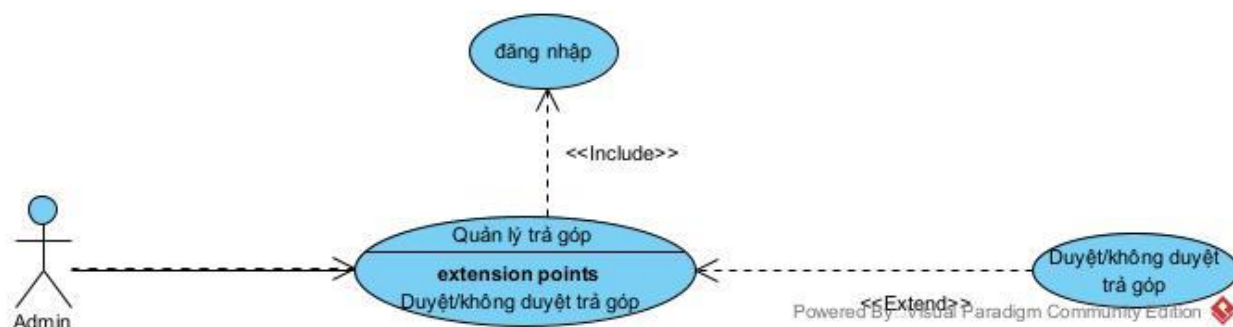 đăng nhập
<<Include>>
Quản lý trả góp
extension points
Duyệt/không duyệt trả góp
Duyệt/không duyệt
trả góp
<<Extend>>
Powered By: Visual Paradigm Community Edition
Admin